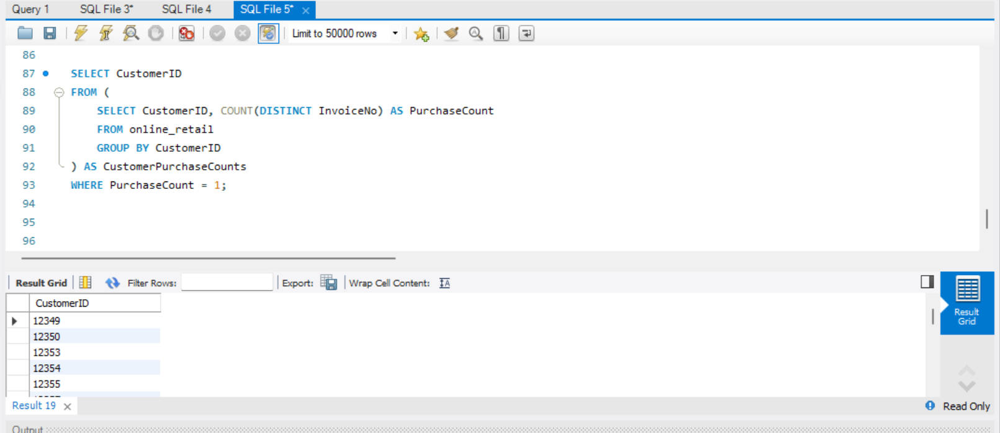 Query 1 SQL File 3* SQL File 4 SQL File 5*
Limit to 50000 rows
86
87 SELECT CustomerID
88 FROM (
89 SELECT CustomerID, COUNT(DISTINCT InvoiceNo) AS PurchaseCount
90 FROM online_retail
91 GROUP BY CustomerID
92 ) AS CustomerPurchaseCounts
93 WHERE PurchaseCount = 1;
94
95
96
Result Grid Filter Rows: Export: Wrap Cell Content:
CustomerID
12349
12350
12353
12354
12355
Result
Grid
Result 19 Read Only
Output